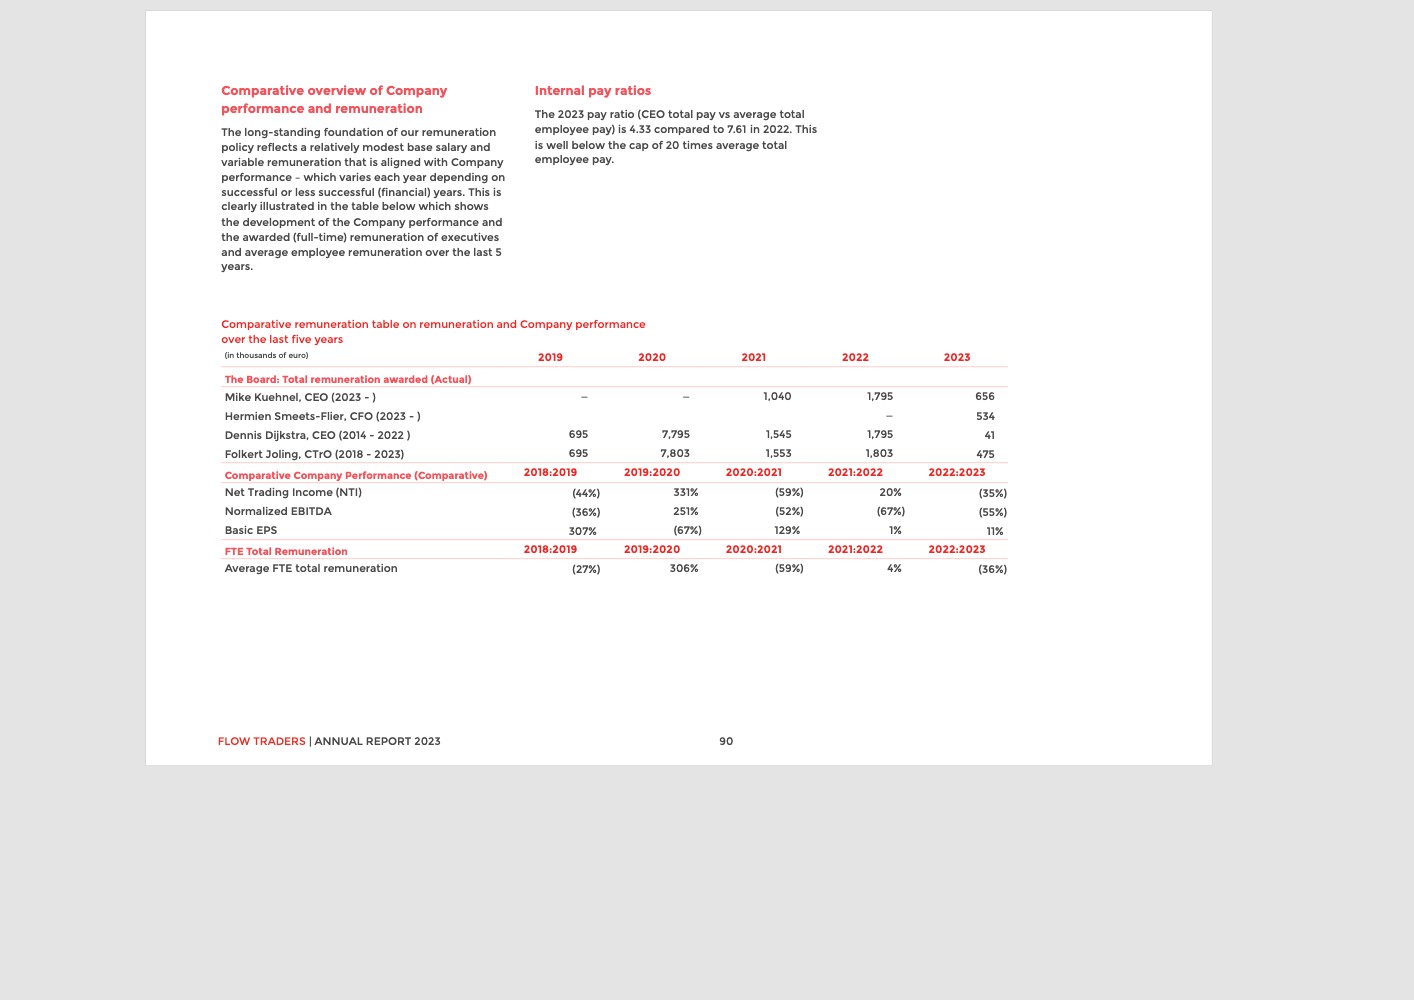 Comparative overview of Company
performance and remuneration
The long-standing foundation of our remuneration
policy reflects a relatively modest base salary and
variable remuneration that is aligned with Company
performance – which varies each year depending on
successful or less successful (financial) years. This is
clearly illustrated in the table below which shows
the development of the Company performance and
the awarded (full-time) remuneration of executives
and average employee remuneration over the last 5
years.
Internal pay ratios
The 2023 pay ratio (CEO total pay vs average total
employee pay) is 4.33 compared to 7.61 in 2022. This
is well below the cap of 20 times average total
employee pay.
Comparative remuneration table on remuneration and Company performance
over the last five years
(in thousands of euro) 2019 2020 2021 2022 2023
The Board: Total remuneration awarded (Actual)
Mike Kuehnel, CEO (2023 - ) — — 1,040 1,795 656
Hermien Smeets-Flier, CFO (2023 - ) — 534
Dennis Dijkstra, CEO (2014 - 2022 ) 695 7,795 1,545 1,795 41
Folkert Joling, CTrO (2018 - 2023) 695 7,803 1,553 1,803 475
Comparative Company Performance (Comparative) 2018:2019 2019:2020 2020:2021 2021:2022 2022:2023
Net Trading Income (NTI) (44%) 331% (59%) 20% (35%)
Normalized EBITDA (36%) 251% (52%) (67%) (55%)
Basic EPS 307% (67%) 129% 1% 11%
FTE Total Remuneration 2018:2019 2019:2020 2020:2021 2021:2022 2022:2023
Average FTE total remuneration (27%) 306% (59%) 4% (36%)
FLOW TRADERS | ANNUAL REPORT 2023 90